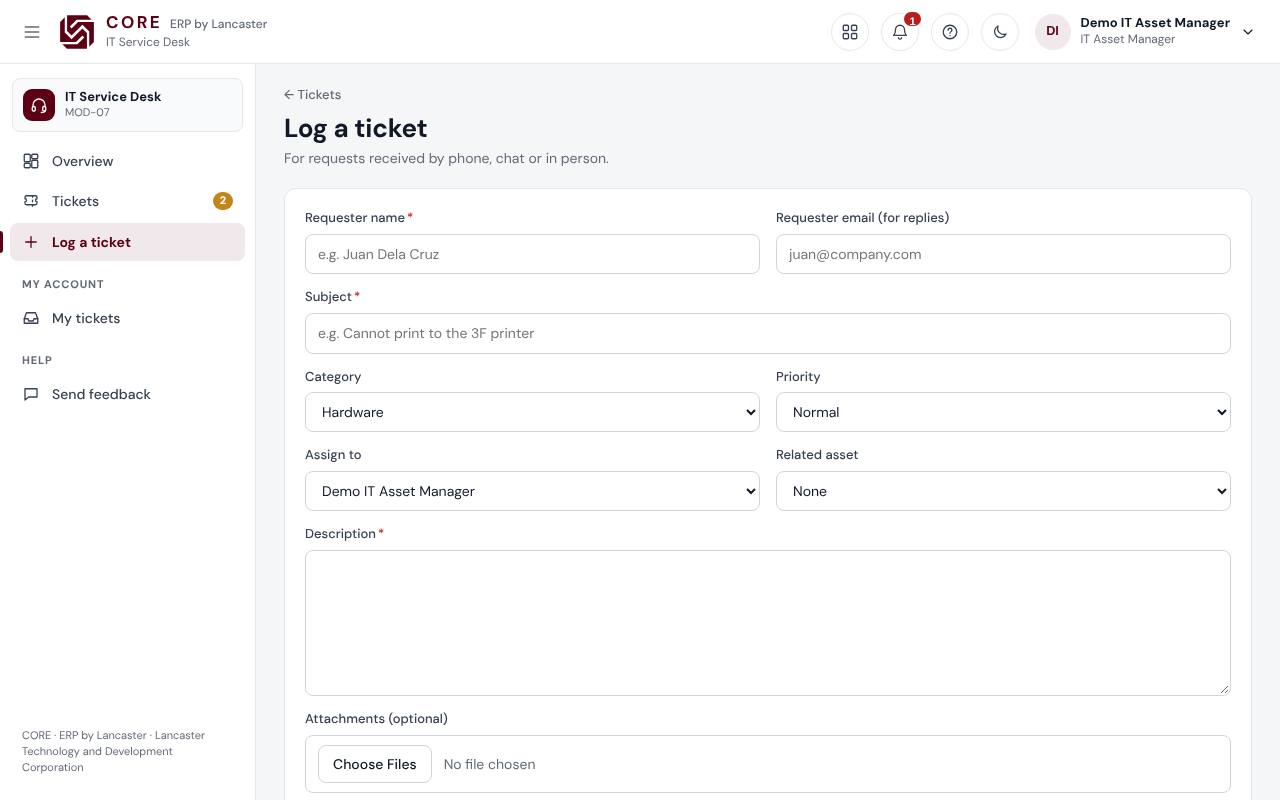 CORE ERP by Lancaster
IT Service Desk
1
DI
Demo IT Asset Manager
IT Asset Manager
IT Service Desk
MOD-07
Overview
Tickets 2
Log a ticket
MY ACCOUNT
My tickets
HELP
Send feedback
CORE · ERP by Lancaster · Lancaster
Technology and Development
Corporation
← Tickets
Log a ticket
For requests received by phone, chat or in person.
Requester name *
Requester email (for replies)
e.g. Juan Dela Cruz
juan@company.com
Subject *
e.g. Cannot print to the 3F printer
Category
Priority
Hardware
Normal
Assign to
Related asset
Demo IT Asset Manager
None
Description *
Attachments (optional)
Choose Files No file chosen